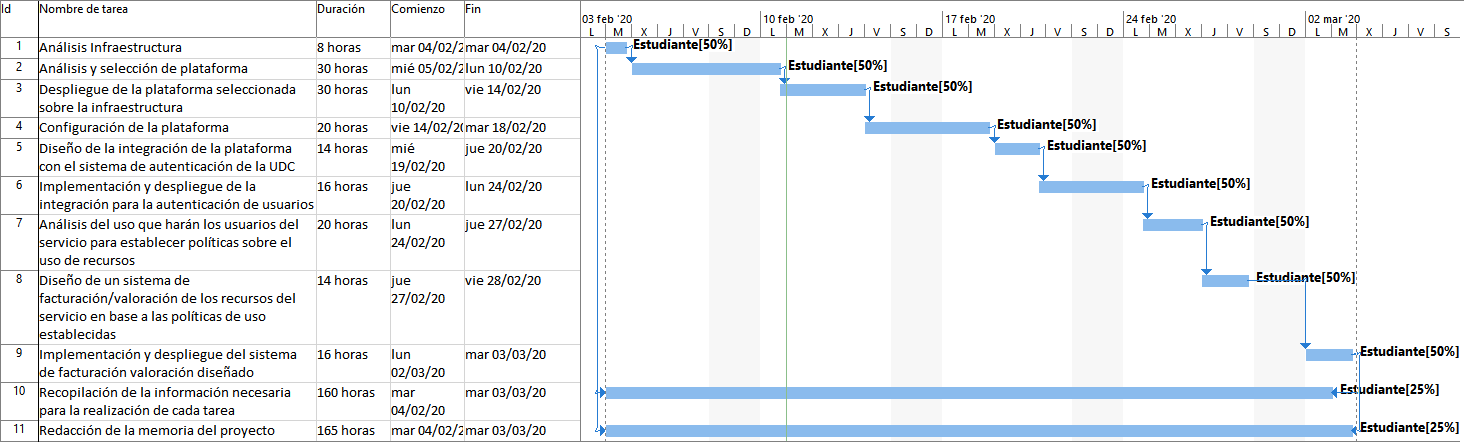 Id Nombre de tarea Duración Comienzo Fin
03 feb '20 10 feb '20 17 feb '20 24 feb '20 02 mar '20
L M X J V S D L M X J V S D L M X J V S D L M X J V S D L M X J V S
1 Análisis Infraestructura 8 horas mar 04/02/2 mar 04/02/20 Estudiante[50%]
2 Análisis y selección de plataforma 30 horas mié 05/02/2 lun 10/02/20 Estudiante[50%]
3 Despliegue de la plataforma seleccionada 30 horas lun vie 14/02/20 Estudiante[50%]
sobre la infraestructura 10/02/20
4 Configuración de la plataforma 20 horas vie 14/02/20 mar 18/02/20 Estudiante[50%]
5 Diseño de la integración de la plataforma 14 horas mié jue 20/02/20 Estudiante[50%]
con el sistema de autenticación de la UDC 19/02/20
6 Implementación y despliegue de la 16 horas jue lun 24/02/20 Estudiante[50%]
integración para la autenticación de usuarios 20/02/20
7 Análisis del uso que harán los usuarios del 20 horas lun jue 27/02/20 Estudiante[50%]
servicio para establecer políticas sobre el 24/02/20
uso de recursos
8 Diseño de un sistema de 14 horas jue vie 28/02/20 Estudiante[50%]
facturación/valoración de los recursos del 27/02/20
servicio en base a las políticas de uso
establecidas
9 Implementación y despliegue del sistema 16 horas lun mar 03/03/20 Estudiante[50%]
de facturación valoración diseñado 02/03/20
10 Recopilación de la información necesaria 160 horas mar mar 03/03/20 Estudiante[25%]
para la realización de cada tarea 04/02/20
11 Redacción de la memoria del proyecto 165 horas mar 04/02/2 mar 03/03/20 Estudiante[25%]